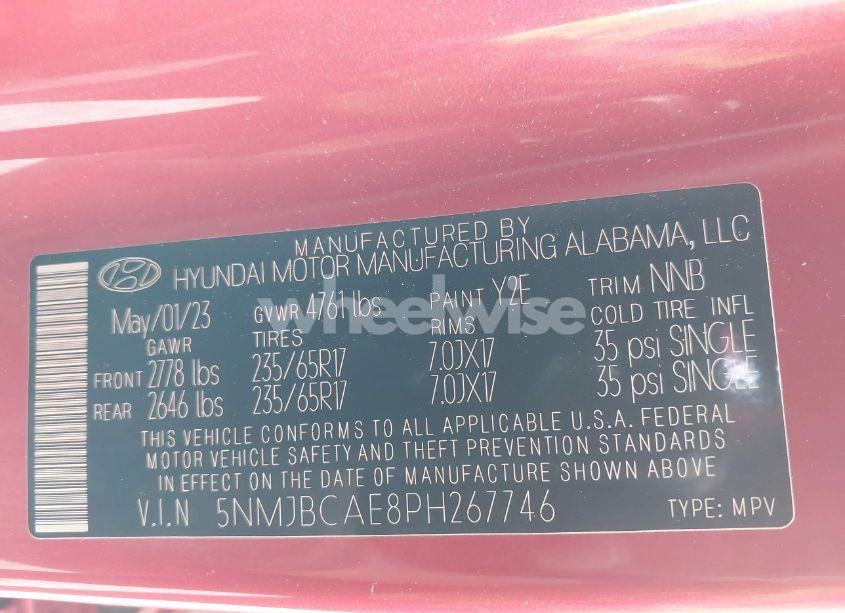 MANUFACTURED BY
HYUNDAI MOTOR MANUFACTURING ALABAMA, LLC
May/01/23 GVWR 4761 lbs PAINT Y2E TRIM NNB
GAWR TIRES RIMS COLD TIRE INFL
FRONT 2778 lbs 235/65R17 7.0JX17 35 psi SINGLE
REAR 2646 lbs 235/65R17 7.0JX17 35 psi SINGLE
THIS VEHICLE CONFORMS TO ALL APPLICABLE U.S.A. FEDERAL
MOTOR VEHICLE SAFETY AND THEFT PREVENTION STANDARDS
IN EFFECT ON THE DATE OF MANUFACTURE SHOWN ABOVE
V.I.N 5NMJBCAE8PH267746 TYPE: MPV
wheelwise